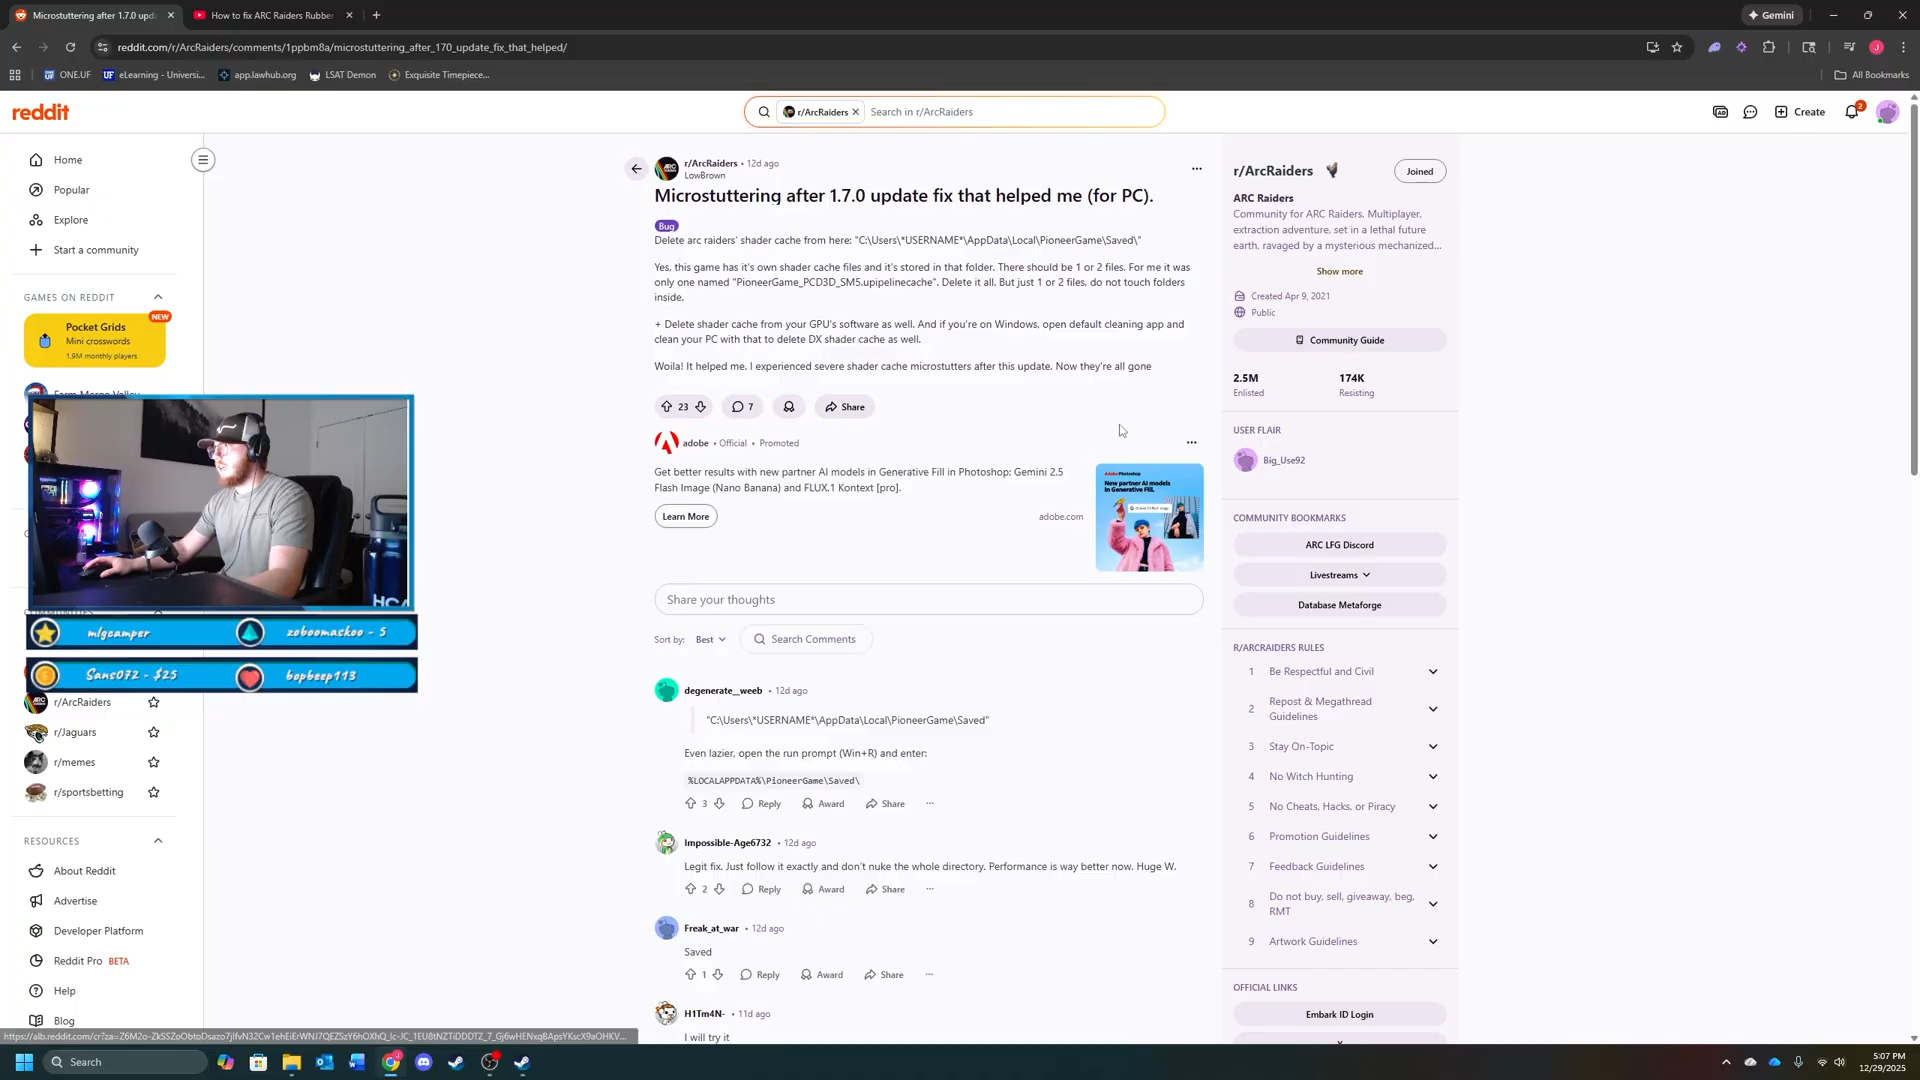 Microstuttering after 1.7.0 upd
How to fix ARC Raiders Rubber
Gemini
reddit.com/r/ArcRaiders/comments/1ppbm8a/microstuttering_after_170_update_fix_that_helped/
ONE.UF
eLearning - Universi...
app.lawhub.org
LSAT Demon
Exquisite Timepiece...
All Bookmarks
reddit
r/ArcRaiders
Search in r/ArcRaiders
Create
2
Home
Popular
Explore
Start a community
GAMES ON REDDIT
NEW
Pocket Grids
Mini crosswords
1.9M monthly players
Farm Merge Valley
mlgcamper
zoboomaskoo - 5
Sans072 - $25
bopbeep113
r/ArcRaiders
r/Jaguars
r/memes
r/sportsbetting
RESOURCES
About Reddit
Advertise
Developer Platform
Reddit Pro BETA
Help
Blog
r/ArcRaiders • 12d ago
LowBrown
Microstuttering after 1.7.0 update fix that helped me (for PC).
Bug
Delete arc raiders' shader cache from here: "C:\Users\*USERNAME*\AppData\Local\PioneerGame\Saved\"
Yes, this game has it's own shader cache files and it's stored in that folder. There should be 1 or 2 files. For me it was
only one named "PioneerGame_PCD3D_SM5.upipelinecache". Delete it all. But just 1 or 2 files, do not touch folders
inside.
+ Delete shader cache from your GPU's software as well. And if you're on Windows, open default cleaning app and
clean your PC with that to delete DX shader cache as well.
Woila! It helped me. I experienced severe shader cache microstutters after this update. Now they're all gone
23
7
Share
adobe • Official • Promoted
Get better results with new partner AI models in Generative Fill in Photoshop: Gemini 2.5
Flash Image (Nano Banana) and FLUX.1 Kontext [pro].
Learn More
adobe.com
Adobe Photoshop
New partner AI models
in Generative Fill.
Share your thoughts
Sort by: Best
Search Comments
degenerate__weeb • 12d ago
"C:\Users\*USERNAME*\AppData\Local\PioneerGame\Saved"
Even lazier, open the run prompt (Win+R) and enter:
%LOCALAPPDATA%\PioneerGame\Saved\
3 Reply Award Share
Impossible-Age6732 • 12d ago
Legit fix. Just follow it exactly and don't nuke the whole directory. Performance is way better now. Huge W.
2 Reply Award Share
Freak_at_war • 12d ago
Saved
1 Reply Award Share
H1Tm4N- • 11d ago
I will try it
r/ArcRaiders
Joined
ARC Raiders
Community for ARC Raiders. Multiplayer,
extraction adventure, set in a lethal future
earth, ravaged by a mysterious mechanized...
Show more
Created Apr 9, 2021
Public
Community Guide
2.5M
174K
Enlisted
Resisting
USER FLAIR
Big_Use92
COMMUNITY BOOKMARKS
ARC LFG Discord
Livestreams
Database Metaforge
R/ARCRAIDERS RULES
1 Be Respectful and Civil
2 Repost & Megathread
Guidelines
3 Stay On-Topic
4 No Witch Hunting
5 No Cheats, Hacks, or Piracy
6 Promotion Guidelines
7 Feedback Guidelines
8 Do not buy, sell, giveaway, beg,
RMT
9 Artwork Guidelines
OFFICIAL LINKS
Embark ID Login
Search
5:07 PM
12/29/2025